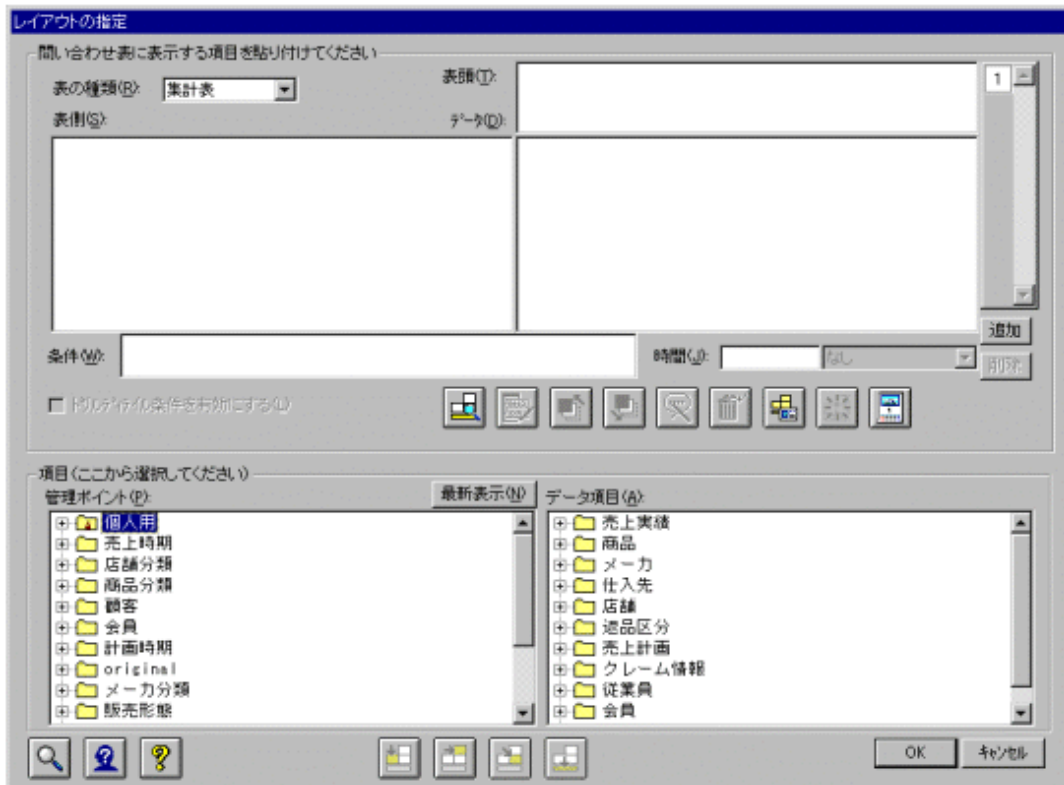 レイアウトの指定
問い合わせ表に表示する項目を貼り付けてください
表の種類(R):
集計表
表頭(T):
1
表側(S):
データ(D):
追加
条件(W):
時間(J):
なし
削除
ドリルディテイル条件を有効にする(L)
項目(ここから選択してください)
管理ポイント(P):
最新表示(N)
データ項目(A):
個人用
売上時期
店舗分類
商品分類
顧客
会員
計画時期
original
メーカ分類
販売形態
売上実績
商品
メーカ
仕入先
店舗
返品区分
売上計画
クレーム情報
従業員
会員
OK
キャンセル